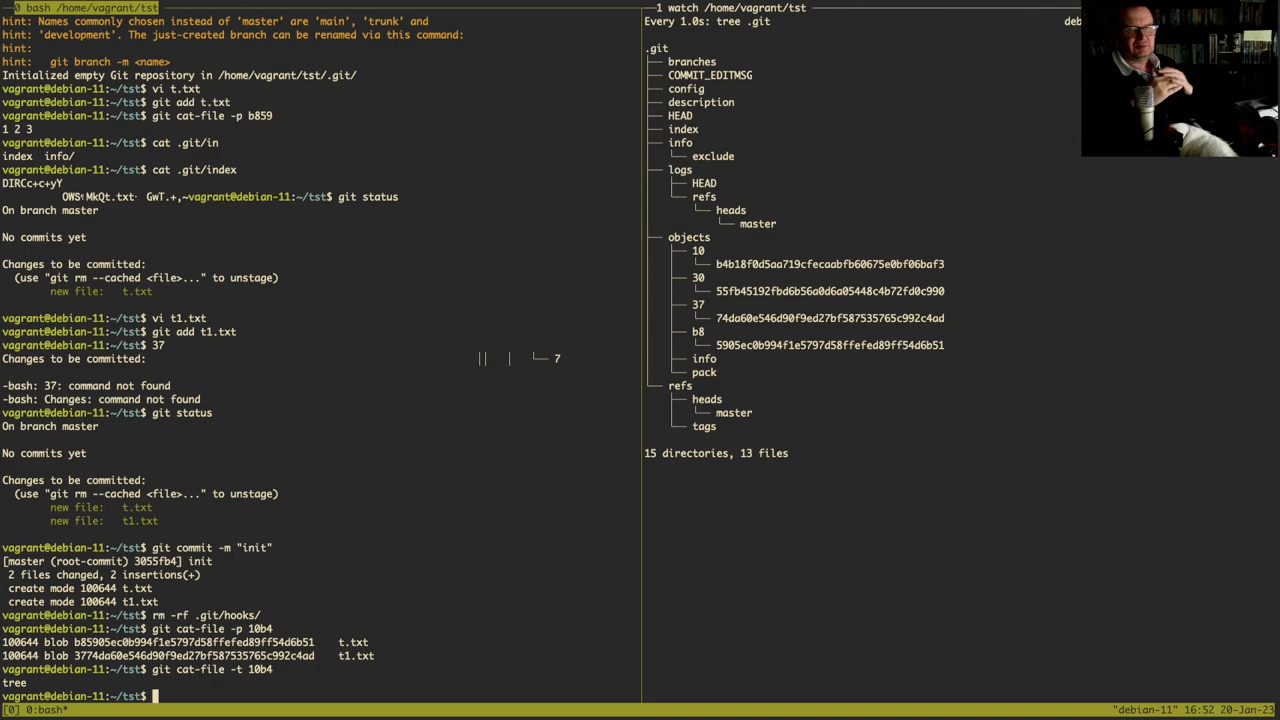 0 bash /home/vagrant/tst
hint: Names commonly chosen instead of 'master' are 'main', 'trunk' and
hint: 'development'. The just-created branch can be renamed via this command:
hint:
hint:   git branch -m <name>
Initialized empty Git repository in /home/vagrant/tst/.git/
vagrant@debian-11:~/tst$ vi t.txt
vagrant@debian-11:~/tst$ git add t.txt
vagrant@debian-11:~/tst$ git cat-file -p b859
1 2 3
vagrant@debian-11:~/tst$ cat .git/in
index  info/
vagrant@debian-11:~/tst$ cat .git/index
DIRCc+c+yY
vagrant@debian-11:~/tst$ git status
On branch master
No commits yet
Changes to be committed:
(use "git rm --cached <file>..." to unstage)
new file:   t.txt
vagrant@debian-11:~/tst$ vi t1.txt
vagrant@debian-11:~/tst$ git add t1.txt
vagrant@debian-11:~/tst$ 37
Changes to be committed:                                                        ││   │   └─ 7
-bash: 37: command not found
-bash: Changes: command not found
vagrant@debian-11:~/tst$ git status
On branch master
No commits yet
Changes to be committed:
(use "git rm --cached <file>..." to unstage)
new file:   t.txt
new file:   t1.txt
vagrant@debian-11:~/tst$ git commit -m "init"
[master (root-commit) 3055fb4] init
2 files changed, 2 insertions(+)
create mode 100644 t.txt
create mode 100644 t1.txt
vagrant@debian-11:~/tst$ rm -rf .git/hooks/
vagrant@debian-11:~/tst$ git cat-file -p 10b4
100644 blob b85905ec0b994f1e5797d58ffefed89ff54d6b51    t.txt
100644 blob 3774da60e546d90f9ed27bf587535765c992c4ad    t1.txt
vagrant@debian-11:~/tst$ git cat-file -t 10b4
tree
vagrant@debian-11:~/tst$
1 watch /home/vagrant/tst
Every 1.0s: tree .git    deb
.git
├── branches
├── COMMIT_EDITMSG
├── config
├── description
├── HEAD
├── index
├── info
│   └── exclude
├── logs
│   ├── HEAD
│   └── refs
│       └── heads
│           └── master
├── objects
│   ├── 10
│   │   └── b4b18f0d5aa719cfecaabfb60675e0bf06baf3
│   ├── 30
│   │   └── 55fb45192fbd6b56a0d6a05448c4b72fd0c990
│   ├── 37
│   │   └── 74da60e546d90f9ed27bf587535765c992c4ad
│   ├── b8
│   │   └── 5905ec0b994f1e5797d58ffefed89ff54d6b51
│   ├── info
│   └── pack
└── refs
    ├── heads
    │   └── master
    └── tags
15 directories, 13 files
[0] 0:bash*    "debian-11" 16:52 20-Jan-23